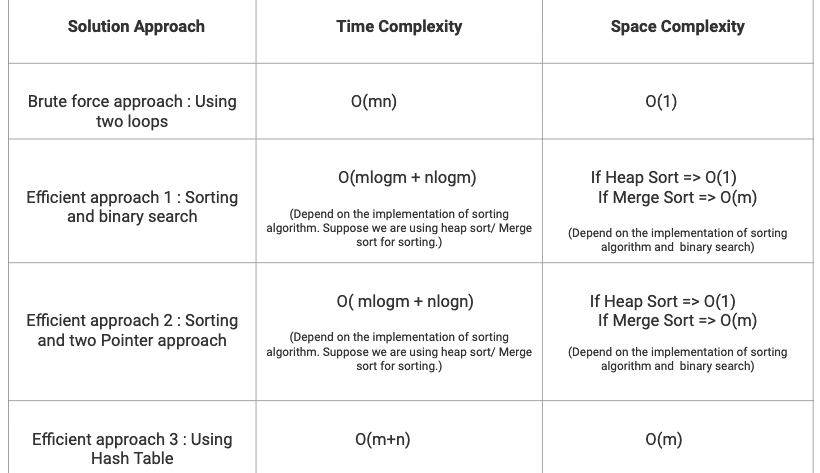 Solution Approach
Time Complexity
Space Complexity
Brute force approach : Using
two loops
O(mn)
O(1)
Efficient approach 1 : Sorting
and binary search
O(mlogm + nlogm)
(Depend on the implementation of sorting
algorithm. Suppose we are using heap sort/ Merge
sort for sorting.)
If Heap Sort => O(1)
If Merge Sort => O(m)
(Depend on the implementation of sorting
algorithm and binary search)
Efficient approach 2 : Sorting
and two Pointer approach
O( mlogm + nlogn)
(Depend on the implementation of sorting
algorithm. Suppose we are using heap sort/ Merge
sort for sorting.)
If Heap Sort => O(1)
If Merge Sort => O(m)
(Depend on the implementation of sorting
algorithm and binary search)
Efficient approach 3 : Using
Hash Table
O(m+n)
O(m)